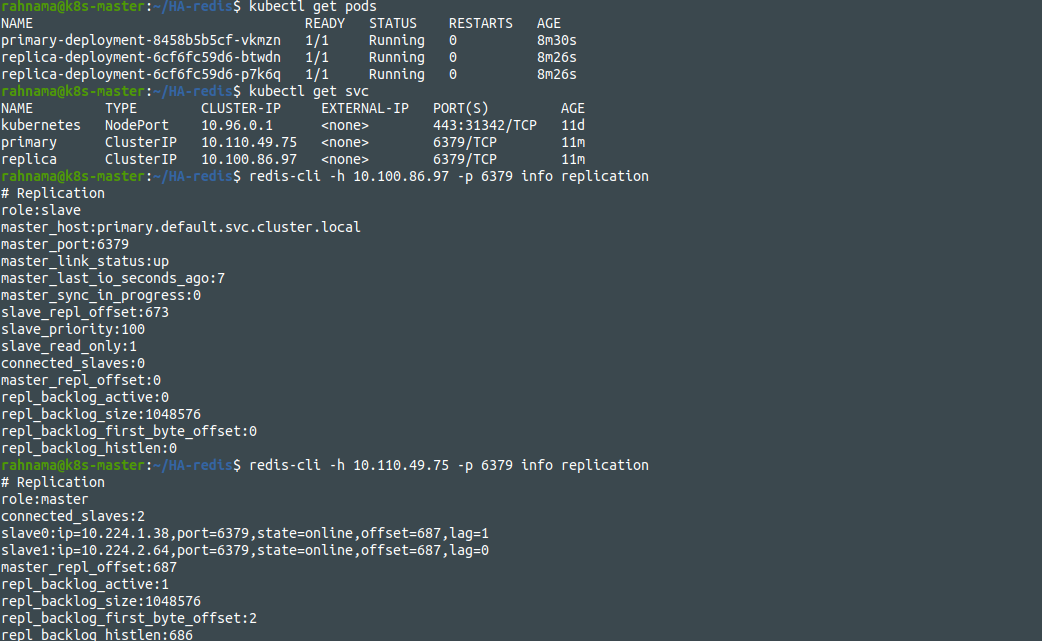 rahnama@k8s-master:~/HA-redis$ kubectl get pods
NAME READY STATUS RESTARTS AGE
primary-deployment-8458b5b5cf-vkmzn 1/1 Running 0 8m30s
replica-deployment-6cf6fc59d6-btwdn 1/1 Running 0 8m26s
replica-deployment-6cf6fc59d6-p7k6q 1/1 Running 0 8m26s
rahnama@k8s-master:~/HA-redis$ kubectl get svc
NAME TYPE CLUSTER-IP EXTERNAL-IP PORT(S) AGE
kubernetes NodePort 10.96.0.1 <none> 443:31342/TCP 11d
primary ClusterIP 10.110.49.75 <none> 6379/TCP 11m
replica ClusterIP 10.100.86.97 <none> 6379/TCP 11m
rahnama@k8s-master:~/HA-redis$ redis-cli -h 10.100.86.97 -p 6379 info replication
# Replication
role:slave
master_host:primary.default.svc.cluster.local
master_port:6379
master_link_status:up
master_last_io_seconds_ago:7
master_sync_in_progress:0
slave_repl_offset:673
slave_priority:100
slave_read_only:1
connected_slaves:0
master_repl_offset:0
repl_backlog_active:0
repl_backlog_size:1048576
repl_backlog_first_byte_offset:0
repl_backlog_histlen:0
rahnama@k8s-master:~/HA-redis$ redis-cli -h 10.110.49.75 -p 6379 info replication
# Replication
role:master
connected_slaves:2
slave0:ip=10.224.1.38,port=6379,state=online,offset=687,lag=1
slave1:ip=10.224.2.64,port=6379,state=online,offset=687,lag=0
master_repl_offset:687
repl_backlog_active:1
repl_backlog_size:1048576
repl_backlog_first_byte_offset:2
repl_backlog_histlen:686